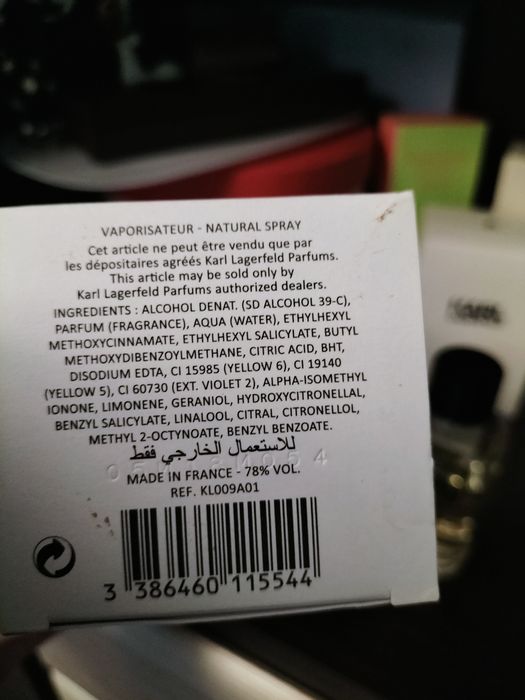 VAPORISATEUR - NATURAL SPRAY
Cet article ne peut être vendu que par
les dépositaires agréés Karl Lagerfeld Parfums.
This article may be sold only by
Karl Lagerfeld Parfums authorized dealers.
INGREDIENTS : ALCOHOL DENAT. (SD ALCOHOL 39-C),
PARFUM (FRAGRANCE), AQUA (WATER), ETHYLHEXYL
METHOXYCINNAMATE, ETHYLHEXYL SALICYLATE, BUTYL
METHOXYDIBENZOYLMETHANE, CITRIC ACID, BHT,
DISODIUM EDTA, CI 15985 (YELLOW 6), CI 19140
(YELLOW 5), CI 60730 (EXT. VIOLET 2), ALPHA-ISOMETHYL
IONONE, LIMONENE, GERANIOL, HYDROXYCITRONELLAL,
BENZYL SALICYLATE, LINALOOL, CITRAL, CITRONELLOL,
METHYL 2-OCTYNOATE, BENZYL BENZOATE.
للاستعمال الخارجي فقط
MADE IN FRANCE - 78% VOL.
REF. KL009A01
3 386460 115544